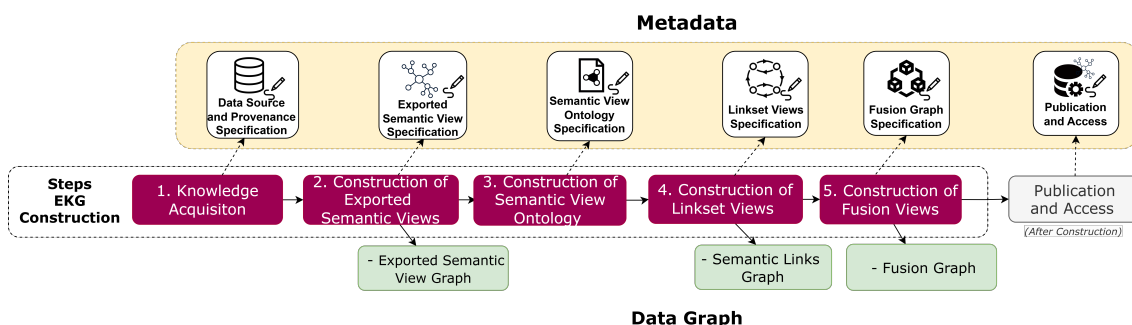 Metadata
Data Source
and Provenance
Specification
Exported
Semantic View
Specification
Semantic View
Ontology
Specification
Linkset Views
Specification
Fusion Graph
Specification
Publication
and Access
Steps
EKG
Construction
1. Knowledge
Acquisiton
2. Construction of
Exported
Semantic Views
3. Construction of
Semantic View
Ontology
4. Construction of
Linkset Views
5. Construction of
Fusion Views
Publication
and Access
(After Construction)
- Exported Semantic
View Graph
- Semantic Links
Graph
- Fusion Graph
Data Graph